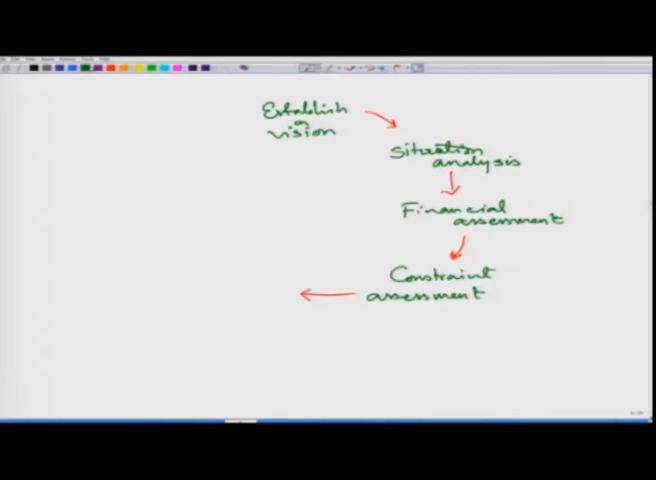 Establish
a
vision
Situation
analysis
Financial
assessment
Constraint
assessment